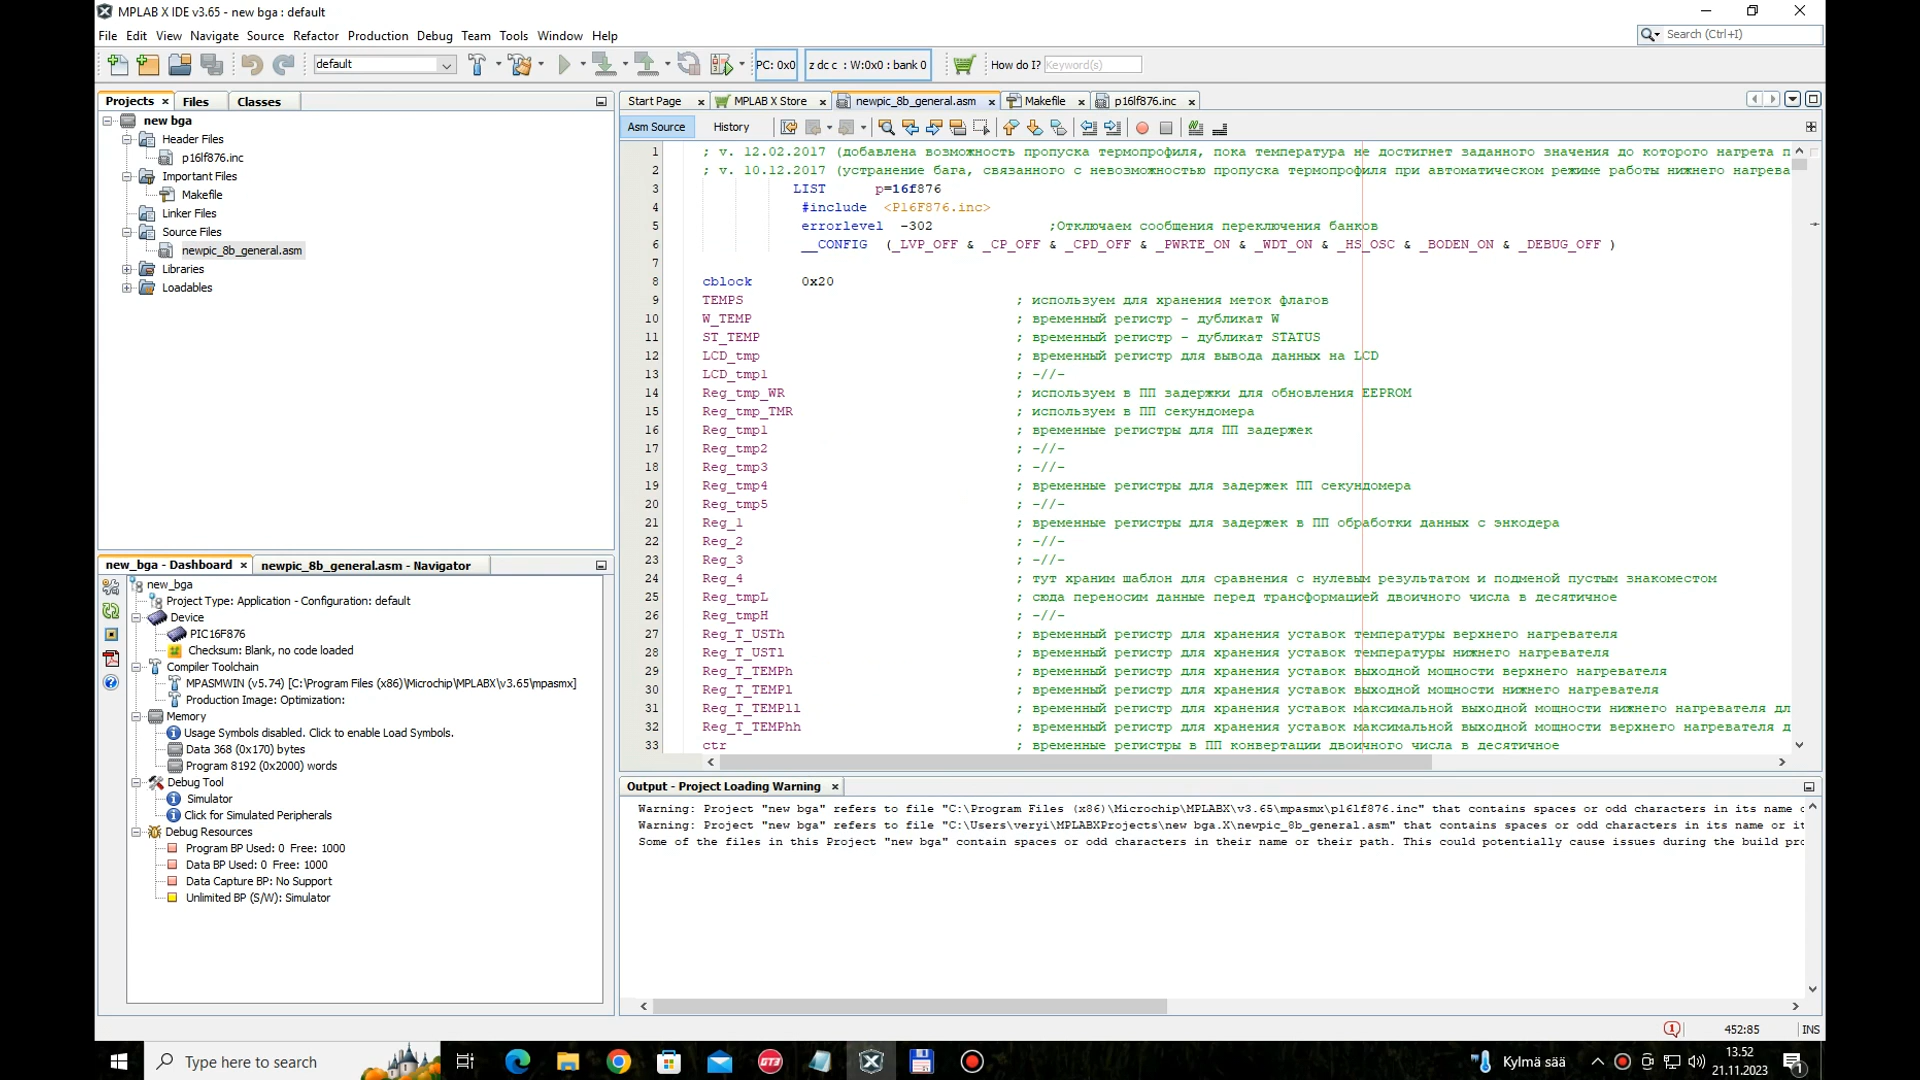 MPLAB X IDE v3.65 - new bga : default
File Edit View Navigate Source Refactor Production Debug Team Tools Window Help
Search (Ctrl+I)
default
PC: 0x0
z dc c : W:0x0 : bank 0
How do I? Keyword(s)
Projects Files Classes
new bga
Header Files
p16lf876.inc
Important Files
Makefile
Linker Files
Source Files
newpic_8b_general.asm
Libraries
Loadables
new_bga - Dashboard newpic_8b_general.asm - Navigator
new_bga
Project Type: Application - Configuration: default
Device
PIC16F876
Checksum: Blank, no code loaded
Compiler Toolchain
MPASMWIN (v5.74) [C:\Program Files (x86)\Microchip\MPLABX\v3.65\mpasmx]
Production Image: Optimization:
Memory
Usage Symbols disabled. Click to enable Load Symbols.
Data 368 (0x170) bytes
Program 8192 (0x2000) words
Debug Tool
Simulator
Click for Simulated Peripherals
Debug Resources
Program BP Used: 0 Free: 1000
Data BP Used: 0 Free: 1000
Data Capture BP: No Support
Unlimited BP (S/W): Simulator
Start Page MPLAB X Store newpic_8b_general.asm Makefile p16lf876.inc
Asm Source History
1 ; v. 12.02.2017 (добавлена возможность пропуска термопрофиля, пока температура не достигнет заданного значения до которого нагрета п
2 ; v. 10.12.2017 (устранение бага, связанного с невозможностью пропуска термопрофиля при автоматическом режиме работы нижнего нагрева
3 LIST p=16f876
4 #include <P16F876.inc>
5 errorlevel -302 ;Отключаем сообщения переключения банков
6 __CONFIG (_LVP_OFF & _CP_OFF & _CPD_OFF & _PWRTE_ON & _WDT_ON & _HS_OSC & _BODEN_ON & _DEBUG_OFF )
7
8 cblock 0x20
9 TEMPS ; используем для хранения меток флагов
10 W_TEMP ; временный регистр - дубликат W
11 ST_TEMP ; временный регистр - дубликат STATUS
12 LCD_tmp ; временный регистр для вывода данных на LCD
13 LCD_tmp1 ; -//-
14 Reg_tmp_WR ; используем в ПП задержки для обновления EEPROM
15 Reg_tmp_TMR ; используем в ПП секундомера
16 Reg_tmp1 ; временные регистры для ПП задержек
17 Reg_tmp2 ; -//-
18 Reg_tmp3 ; -//-
19 Reg_tmp4 ; временные регистры для задержек ПП секундомера
20 Reg_tmp5 ; -//-
21 Reg_1 ; временные регистры для задержек в ПП обработки данных с энкодера
22 Reg_2 ; -//-
23 Reg_3 ; -//-
24 Reg_4 ; тут храним шаблон для сравнения с нулевым результатом и подменой пустым знакоместом
25 Reg_tmpL ; сюда переносим данные перед трансформацией двоичного числа в десятичное
26 Reg_tmpH ; -//-
27 Reg_T_USTh ; временный регистр для хранения уставок температуры верхнего нагревателя
28 Reg_T_USTl ; временный регистр для хранения уставок температуры нижнего нагревателя
29 Reg_T_TEMPh ; временный регистр для хранения уставок выходной мощности верхнего нагревателя
30 Reg_T_TEMPl ; временный регистр для хранения уставок выходной мощности нижнего нагревателя
31 Reg_T_TEMPll ; временный регистр для хранения уставок максимальной выходной мощности нижнего нагревателя дл
32 Reg_T_TEMPhh ; временный регистр для хранения уставок максимальной выходной мощности верхнего нагревателя д
33 ctr ; временные регистры в ПП конвертации двоичного числа в десятичное
Output - Project Loading Warning
Warning: Project "new bga" refers to file "C:\Program Files (x86)\Microchip\MPLABX\v3.65\mpasmx\p16lf876.inc" that contains spaces or odd characters in its name c
Warning: Project "new bga" refers to file "C:\Users\veryi\MPLABXProjects\new bga.X\newpic_8b_general.asm" that contains spaces or odd characters in its name or it
Some of the files in this Project "new bga" contain spaces or odd characters in their name or their path. This could potentially cause issues during the build pro
452:85 INS
Type here to search
GT3
Kylmä sää
13.52
21.11.2023
1